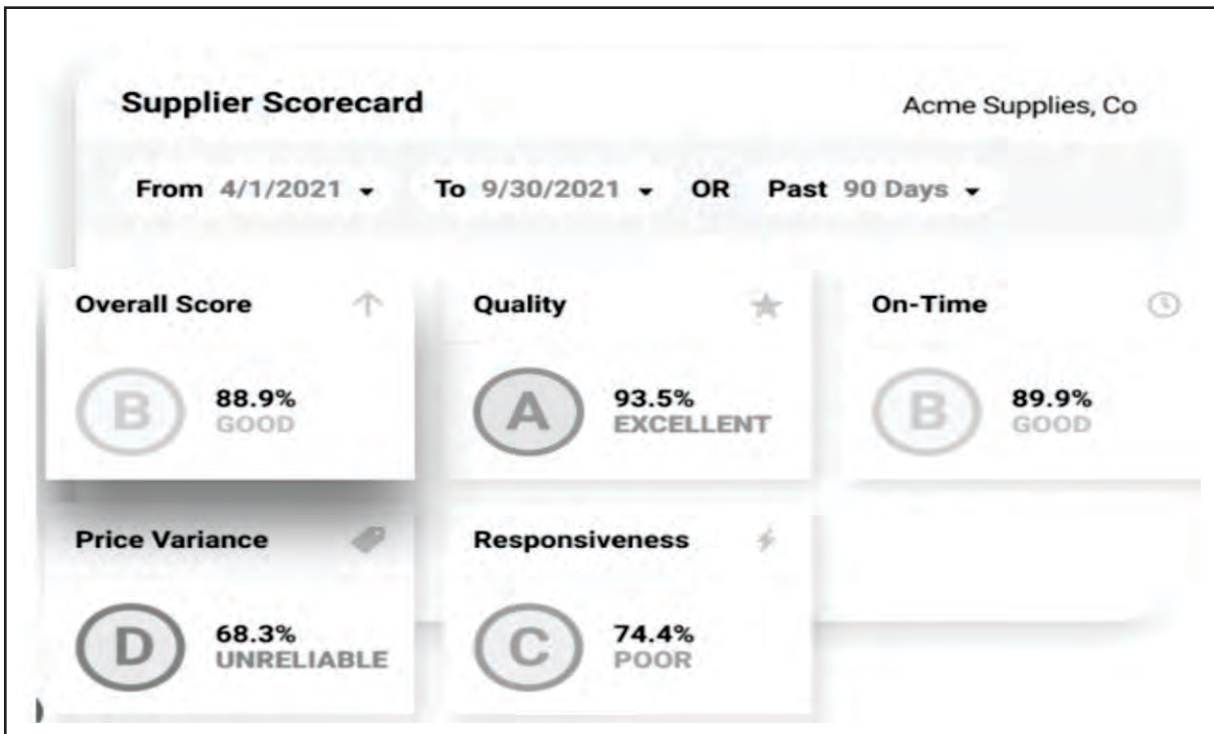 Supplier Scorecard
Acme Supplies, Co
From 4/1/2021 To 9/30/2021 OR Past 90 Days
Overall Score
B
88.9%
GOOD
Quality
A
93.5%
EXCELLENT
On-Time
B
89.9%
GOOD
Price Variance
D
68.3%
UNRELIABLE
Responsiveness
C
74.4%
POOR